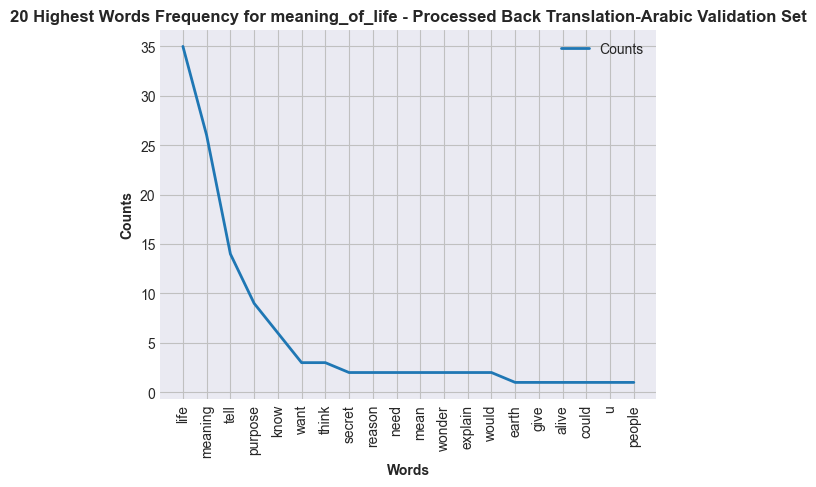 20 Highest Words Frequency for meaning_of_life - Processed Back Translation-Arabic Validation Set
Counts
35
30
25
20
15
10
5
0
Counts
life
meaning
tell
purpose
know
want
think
secret
reason
need
mean
wonder
explain
would
earth
give
alive
could
u
people
Words